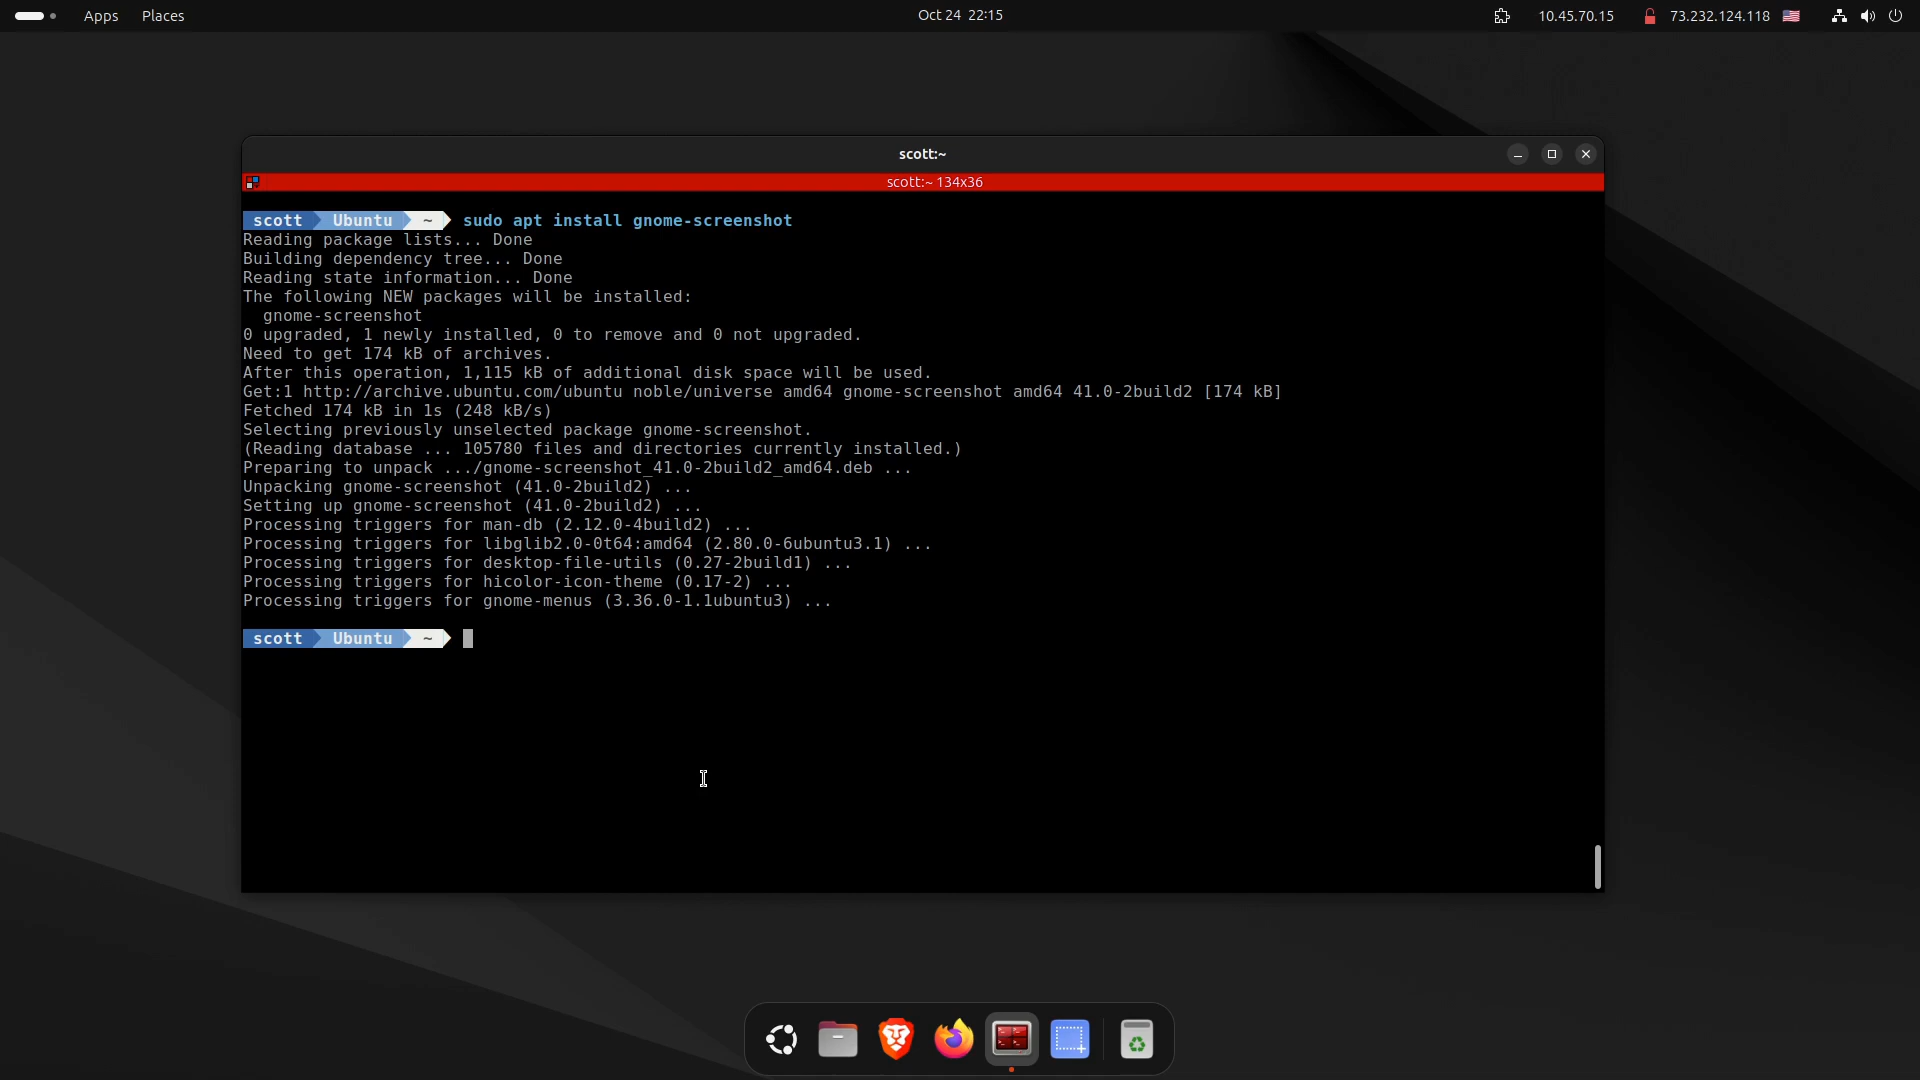 Apps Places Oct 24 22:15 10.45.70.15 73.232.124.118
scott:~
scott:~ 134x36
scott Ubuntu ~ sudo apt install gnome-screenshot
Reading package lists... Done
Building dependency tree... Done
Reading state information... Done
The following NEW packages will be installed:
  gnome-screenshot
0 upgraded, 1 newly installed, 0 to remove and 0 not upgraded.
Need to get 174 kB of archives.
After this operation, 1,115 kB of additional disk space will be used.
Get:1 http://archive.ubuntu.com/ubuntu noble/universe amd64 gnome-screenshot amd64 41.0-2build2 [174 kB]
Fetched 174 kB in 1s (248 kB/s)
Selecting previously unselected package gnome-screenshot.
(Reading database ... 105780 files and directories currently installed.)
Preparing to unpack .../gnome-screenshot_41.0-2build2_amd64.deb ...
Unpacking gnome-screenshot (41.0-2build2) ...
Setting up gnome-screenshot (41.0-2build2) ...
Processing triggers for man-db (2.12.0-4build2) ...
Processing triggers for libglib2.0-0t64:amd64 (2.80.0-6ubuntu3.1) ...
Processing triggers for desktop-file-utils (0.27-2build1) ...
Processing triggers for hicolor-icon-theme (0.17-2) ...
Processing triggers for gnome-menus (3.36.0-1.1ubuntu3) ...
scott Ubuntu ~